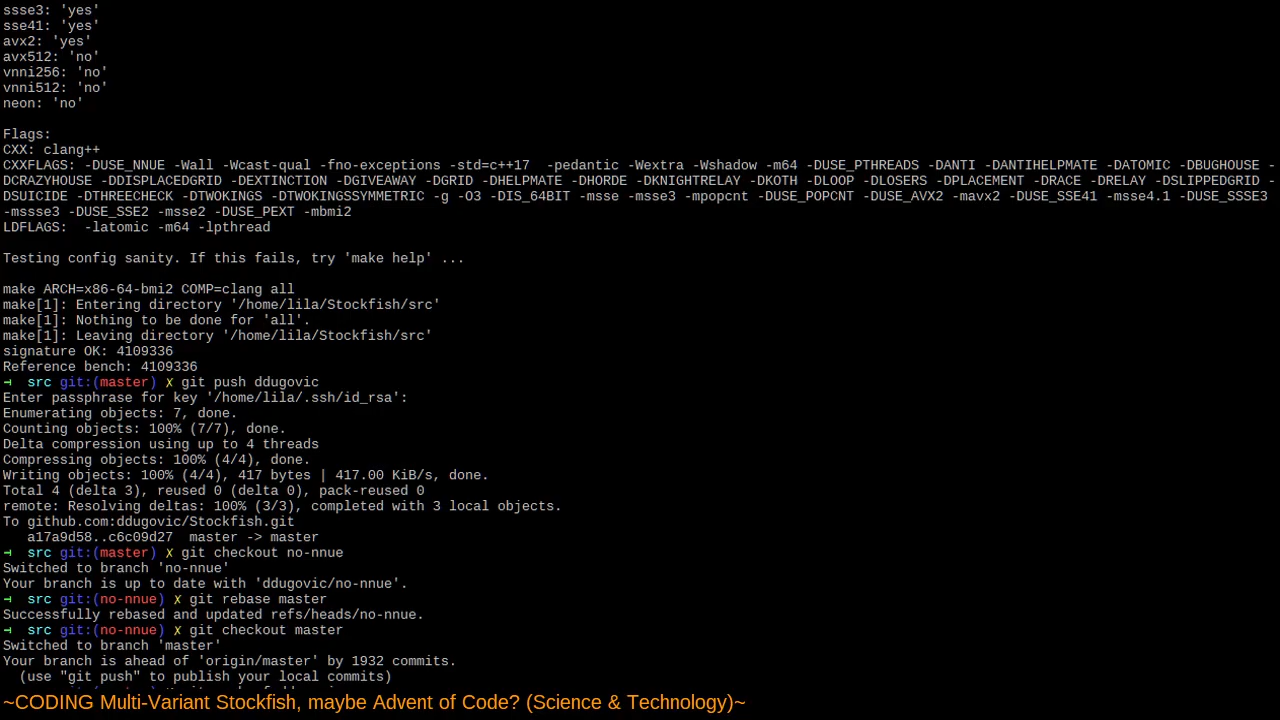 ssse3: 'yes'
sse41: 'yes'
avx2: 'yes'
avx512: 'no'
vnni256: 'no'
vnni512: 'no'
neon: 'no'
Flags:
CXX: clang++
CXXFLAGS: -DUSE_NNUE -Wall -Wcast-qual -fno-exceptions -std=c++17  -pedantic -Wextra -Wshadow -m64 -DUSE_PTHREADS -DANTI -DANTIHELPMATE -DATOMIC -DBUGHOUSE -
DCRAZYHOUSE -DDISPLACEDGRID -DEXTINCTION -DGIVEAWAY -DGRID -DHELPMATE -DHORDE -DKNIGHTRELAY -DKOTH -DLOOP -DLOSERS -DPLACEMENT -DRACE -DRELAY -DSLIPPEDGRID -
DSUICIDE -DTHREECHECK -DTWOKINGS -DTWOKINGSSYMMETRIC -g -O3 -DIS_64BIT -msse -msse3 -mpopcnt -DUSE_POPCNT -DUSE_AVX2 -mavx2 -DUSE_SSE41 -msse4.1 -DUSE_SSSE3
-mssse3 -DUSE_SSE2 -msse2 -DUSE_PEXT -mbmi2
LDFLAGS:  -latomic -m64 -lpthread
Testing config sanity. If this fails, try 'make help' ...
make ARCH=x86-64-bmi2 COMP=clang all
make[1]: Entering directory '/home/lila/Stockfish/src'
make[1]: Nothing to be done for 'all'.
make[1]: Leaving directory '/home/lila/Stockfish/src'
signature OK: 4109336
Reference bench: 4109336
src git:(master) ✗ git push ddugovic
Enter passphrase for key '/home/lila/.ssh/id_rsa':
Enumerating objects: 7, done.
Counting objects: 100% (7/7), done.
Delta compression using up to 4 threads
Compressing objects: 100% (4/4), done.
Writing objects: 100% (4/4), 417 bytes | 417.00 KiB/s, done.
Total 4 (delta 3), reused 0 (delta 0), pack-reused 0
remote: Resolving deltas: 100% (3/3), completed with 3 local objects.
To github.com:ddugovic/Stockfish.git
   a17a9d58..c6c09d27  master -> master
src git:(master) ✗ git checkout no-nnue
Switched to branch 'no-nnue'
Your branch is up to date with 'ddugovic/no-nnue'.
src git:(no-nnue) ✗ git rebase master
Successfully rebased and updated refs/heads/no-nnue.
src git:(no-nnue) ✗ git checkout master
Switched to branch 'master'
Your branch is ahead of 'origin/master' by 1932 commits.
  (use "git push" to publish your local commits)
~CODING Multi-Variant Stockfish, maybe Advent of Code? (Science & Technology)~